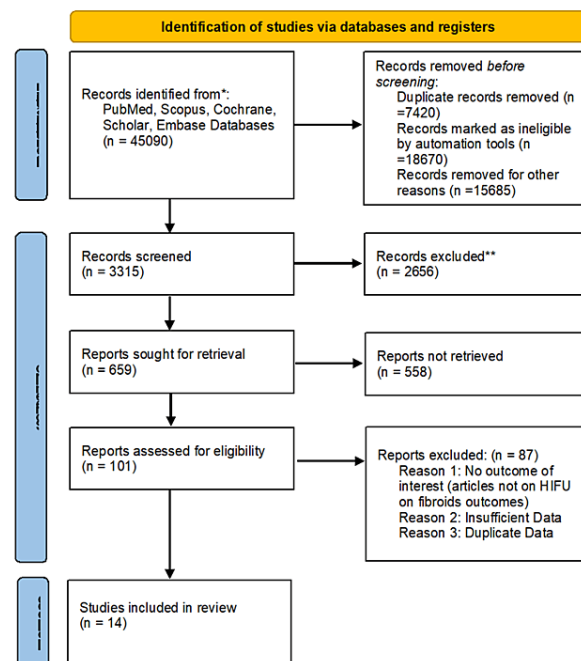 Identification of studies via databases and registers
Records identified from*:
PubMed, Scopus, Cochrane,
Scholar, Embase Databases
(n = 45090)
Records removed before
screening:
Duplicate records removed (n
=7420)
Records marked as ineligible
by automation tools (n
=18670)
Records removed for other
reasons (n =15685)
Records screened
(n = 3315)
Records excluded**
(n = 2656)
Reports sought for retrieval
(n = 659)
Reports not retrieved
(n = 558)
Reports assessed for eligibility
(n = 101)
Reports excluded: (n = 87)
Reason 1: No outcome of
interest (articles not on HIFU
on fibroids outcomes)
Reason 2: Insufficient Data
Reason 3: Duplicate Data
Studies included in review
(n = 14)